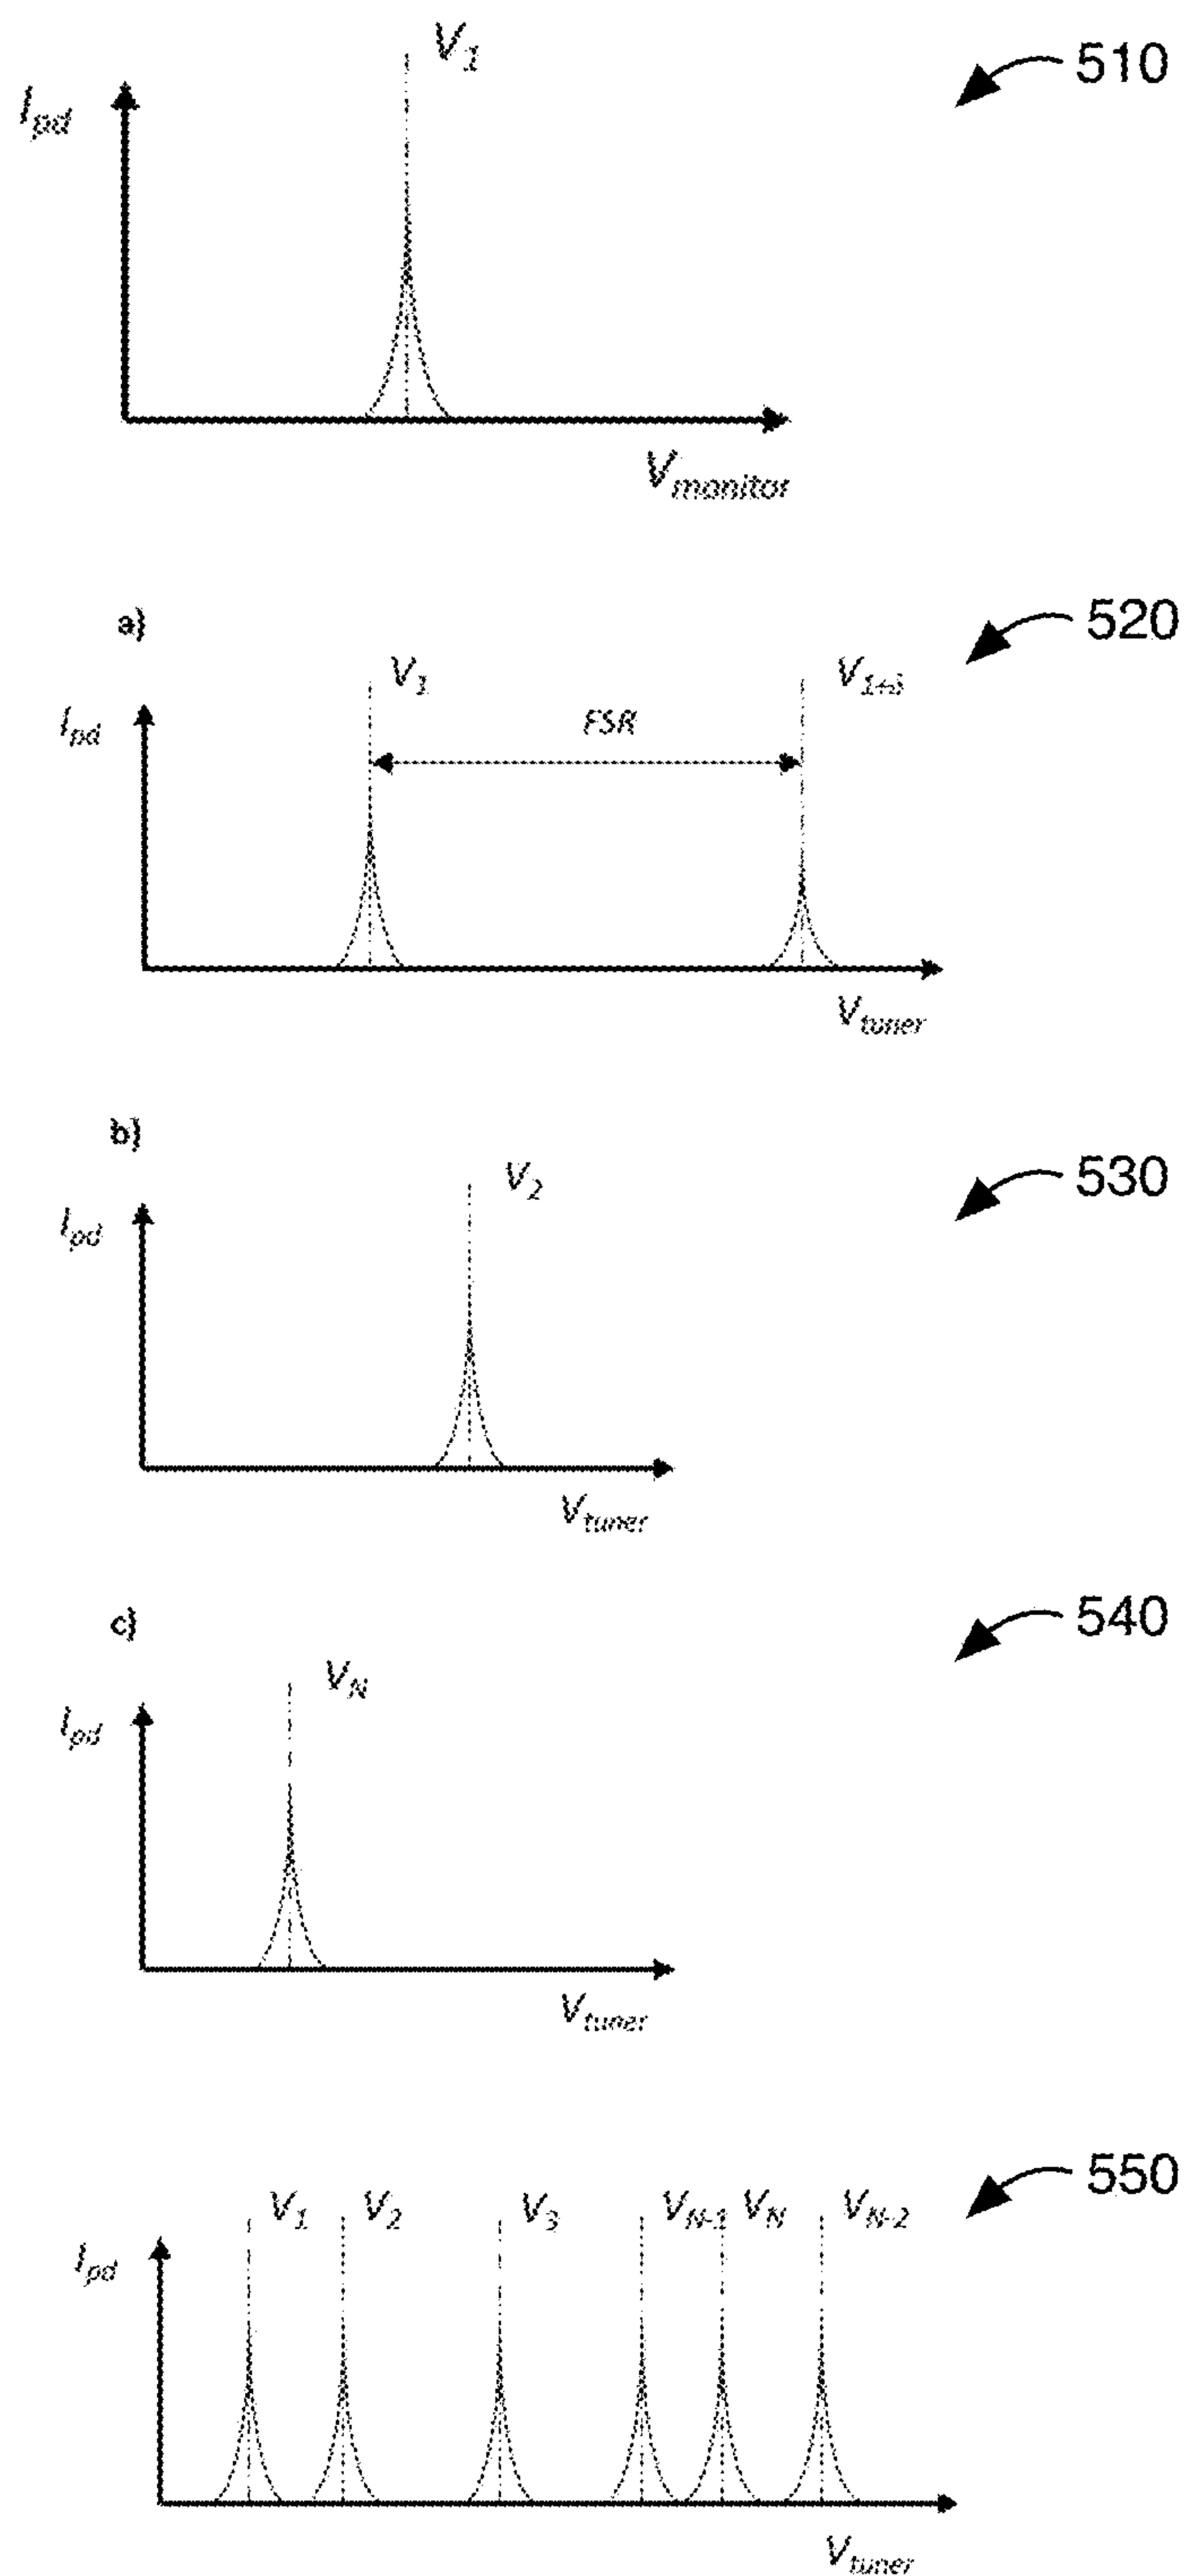 V1
510
Ipd
Vmonitor
a)
520
V1
FSR
Ipd
Vtuner
b)
530
V2
Ipd
Vtuner
c)
540
VN
Ipd
Vtuner
550
V1 V2 V3 VN-1 VN VN-2
Ipd
Vtuner